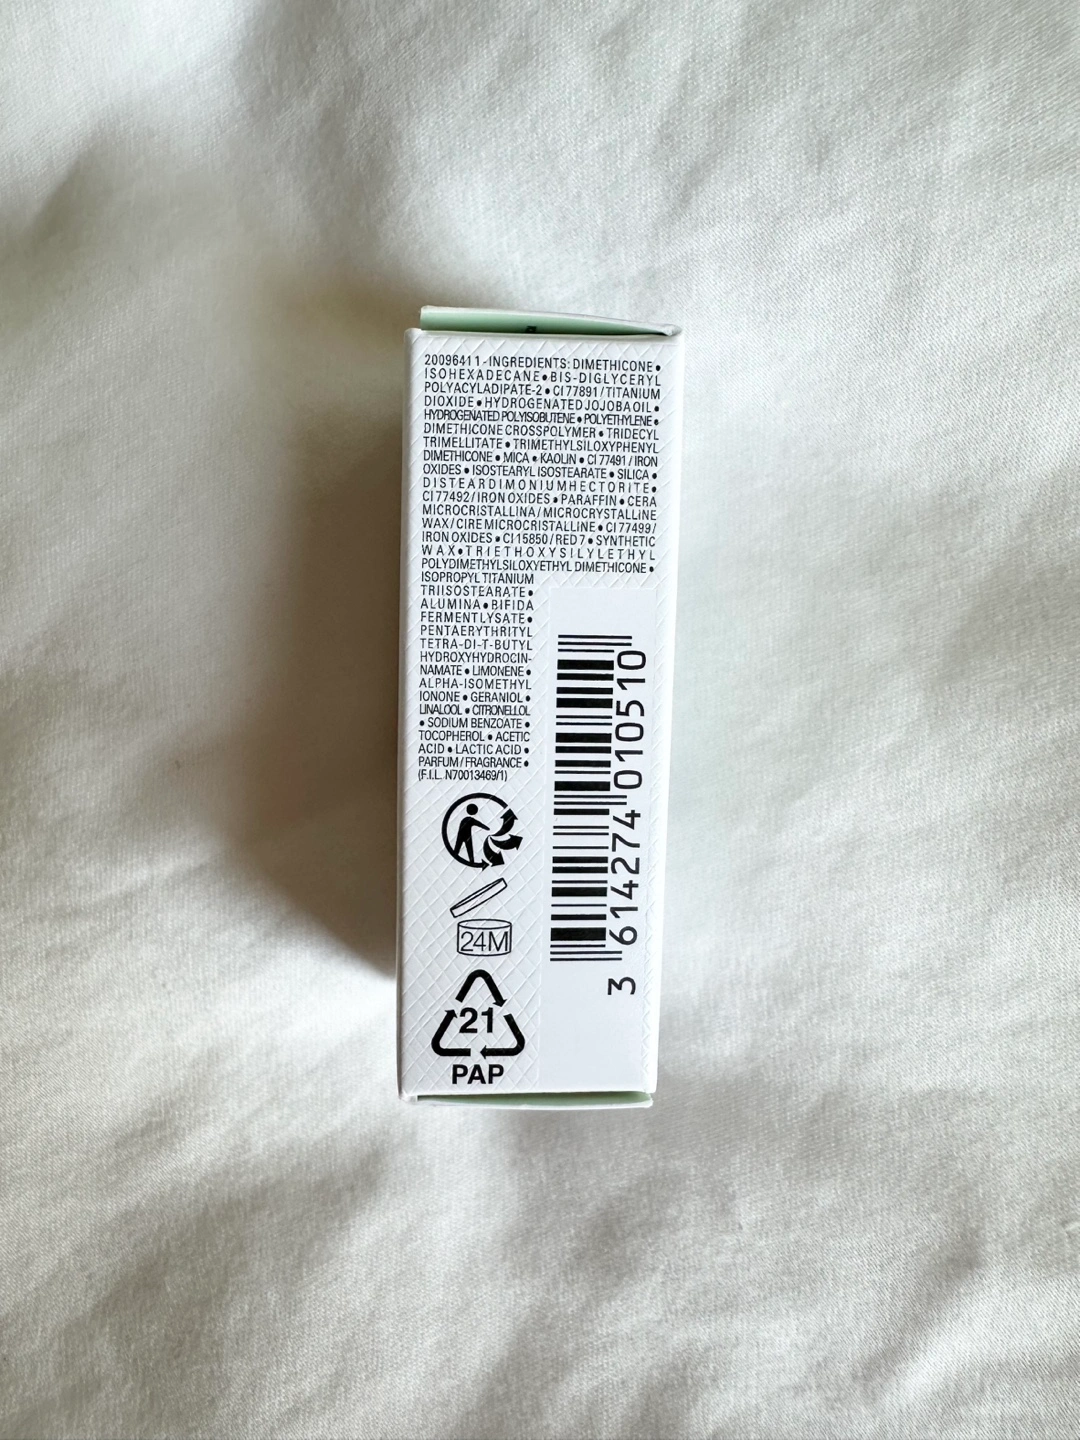 20096411-INGREDIENTS: DIMETHICONE •
ISOHEXADECANE • BIS-DIGLYCERYL
POLYACYLADIPATE-2 • CI 77891 / TITANIUM
DIOXIDE • HYDROGENATED JOJOBA OIL •
HYDROGENATED POLYISOBUTENE • POLYETHYLENE •
DIMETHICONE CROSSPOLYMER • TRIDECYL
TRIMELLITATE • TRIMETHYLSILOXYPHENYL
DIMETHICONE • MICA • KAOLIN • CI 77491 / IRON
OXIDES • ISOSTEARYL ISOSTEARATE • SILICA •
DISTEARDIMONIUM HECTORITE •
CI 77492 / IRON OXIDES • PARAFFIN • CERA
MICROCRISTALLINA / MICROCRYSTALLINE
WAX / CIRE MICROCRISTALLINE • CI 77499 /
IRON OXIDES • CI 15850 / RED 7 • SYNTHETIC
WAX • TRIETHOXYSILYLETHYL
POLYDIMETHYLSILOXYETHYL DIMETHICONE •
ISOPROPYL TITANIUM
TRIISOSTEARATE •
ALUMINA • BIFIDA
FERMENT LYSATE •
PENTAERYTHRITYL
TETRA-DI-T-BUTYL
HYDROXYHYDROCIN-
NAMATE • LIMONENE •
ALPHA-ISOMETHYL
IONONE • GERANIOL •
LINALOOL • CITRONELLOL
• SODIUM BENZOATE •
TOCOPHEROL • ACETIC
ACID • LACTIC ACID •
PARFUM / FRAGRANCE •
(F.I.L. N70013469/1)
24M
21
PAP
3 614274 010510